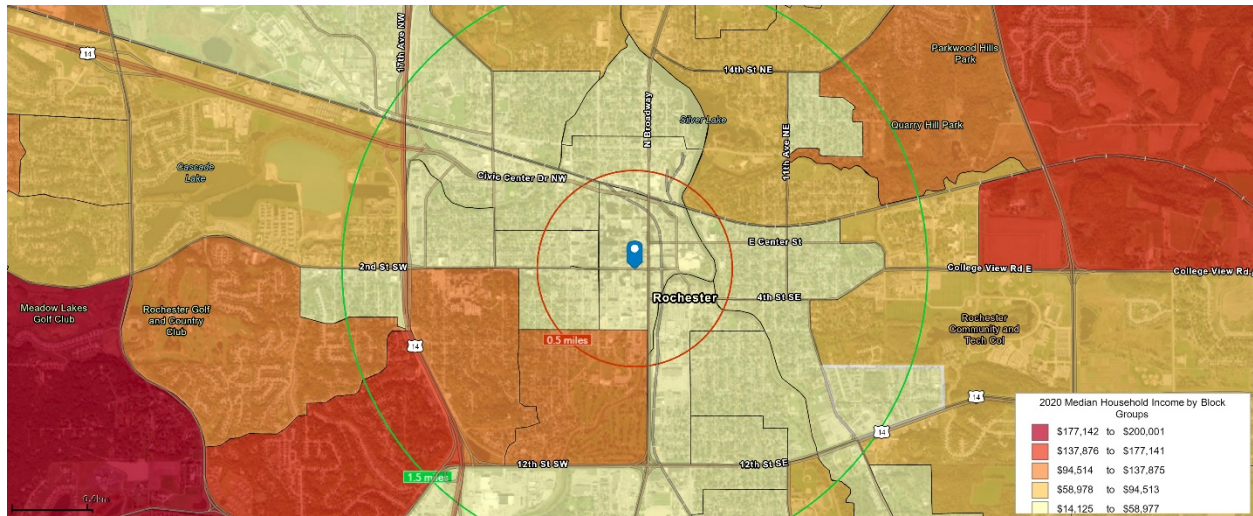 17th Ave NW
14
Parkwood Hills
Park
14th St NE
N Broadway
Silver Lake
11th Ave NE
Quarry Hill Park
Cascade
Lake
Civic Center Dr NW
E Center St
2nd St SW
College View Rd E
College View Rd
Meadow Lakes
Golf Club
Rochester Golf
and Country
Club
Rochester
4th St SE
Rochester
Community and
Tech Col
0.5 miles
14
14
14
12th St SW
12th St SE
1.5 miles
2020 Median Household Income by Block
Groups
$177,142 to $200,001
$137,876 to $177,141
$94,514 to $137,875
$58,978 to $94,513
$14,125 to $58,977